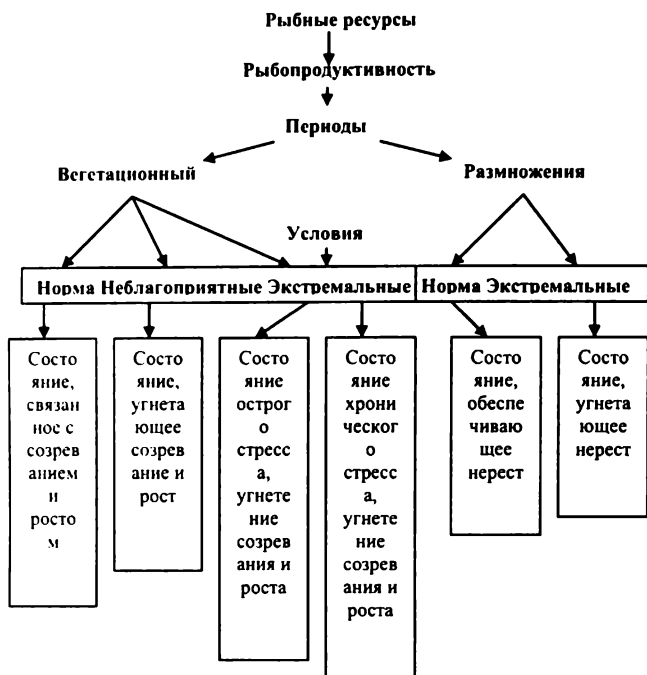 Рыбные ресурсы
Рыбопродуктивность
Периоды
Вегетационный
Размножения
Условия
Норма Неблагоприятные Экстремальные
Норма Экстремальные
Состо
яние,
связан
ное с
созрев
анием
и
росто
м
Состо
яние,
угнета
ющее
созрев
ание и
рост
Состо
яние
острог
о
стресс
а,
угнете
ние
созрев
ания и
роста
Состо
яние
хрони
ческог
о
стресс
а,
угнете
ние
созрев
ания и
роста
Состо
яние,
обеспе
чиваю
щее
нерест
Состо
яние,
угнета
ющее
нерест